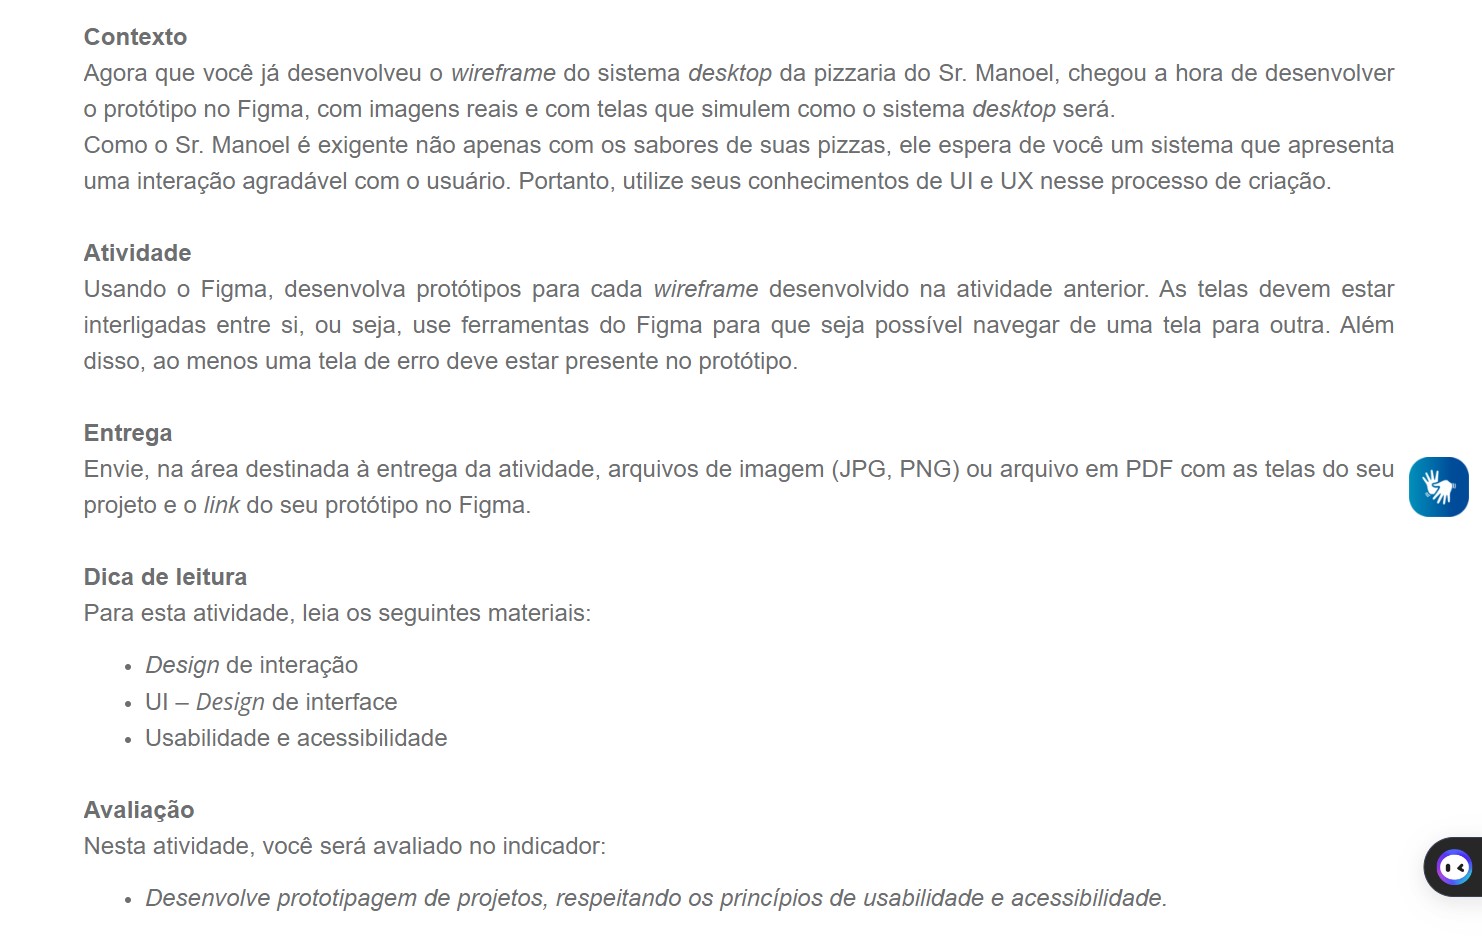 Contexto
Agora que você já desenvolveu o wireframe do sistema desktop da pizzaria do Sr. Manoel, chegou a hora de desenvolver
o protótipo no Figma, com imagens reais e com telas que simulem como o sistema desktop será.
Como o Sr. Manoel é exigente não apenas com os sabores de suas pizzas, ele espera de você um sistema que apresenta
uma interação agradável com o usuário. Portanto, utilize seus conhecimentos de UI e UX nesse processo de criação.
Atividade
Usando o Figma, desenvolva protótipos para cada wireframe desenvolvido na atividade anterior. As telas devem estar
interligadas entre si, ou seja, use ferramentas do Figma para que seja possível navegar de uma tela para outra. Além
disso, ao menos uma tela de erro deve estar presente no protótipo.
Entrega
Envie, na área destinada à entrega da atividade, arquivos de imagem (JPG, PNG) ou arquivo em PDF com as telas do seu
projeto e o link do seu protótipo no Figma.
Dica de leitura
Para esta atividade, leia os seguintes materiais:
• Design de interação
• UI – Design de interface
• Usabilidade e acessibilidade
Avaliação
Nesta atividade, você será avaliado no indicador:
• Desenvolve prototipagem de projetos, respeitando os princípios de usabilidade e acessibilidade.